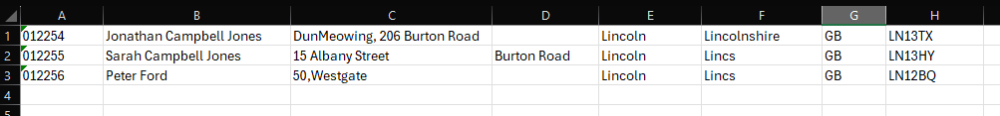 A B C D E F G H
1 012254 Jonathan Campbell Jones DunMeowing, 206 Burton Road Lincoln Lincolnshire GB LN13TX
2 012255 Sarah Campbell Jones 15 Albany Street Burton Road Lincoln Lincs GB LN13HY
3 012256 Peter Ford 50,Westgate Lincoln Lincs GB LN12BQ
4
5